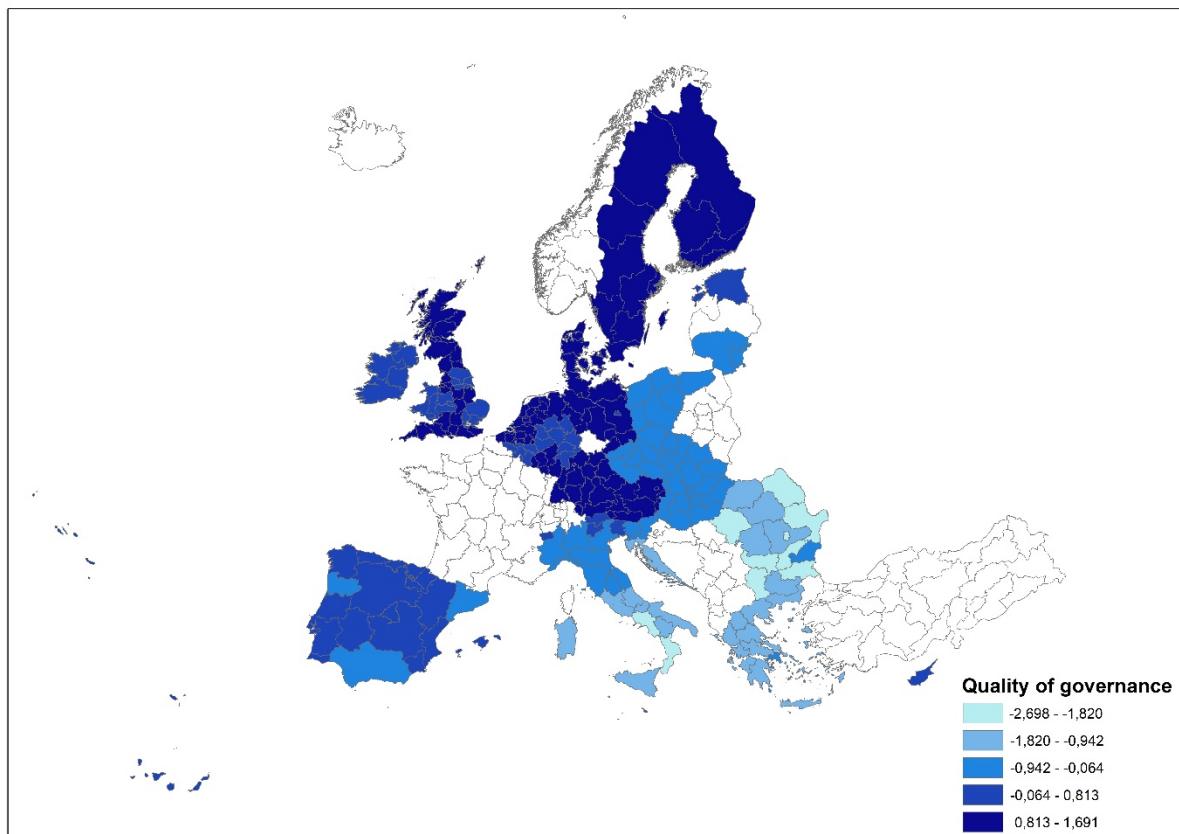 Quality of governance
-2,698 - -1,820
-1,820 - -0,942
-0,942 - -0,064
-0,064 - 0,813
0,813 - 1,691